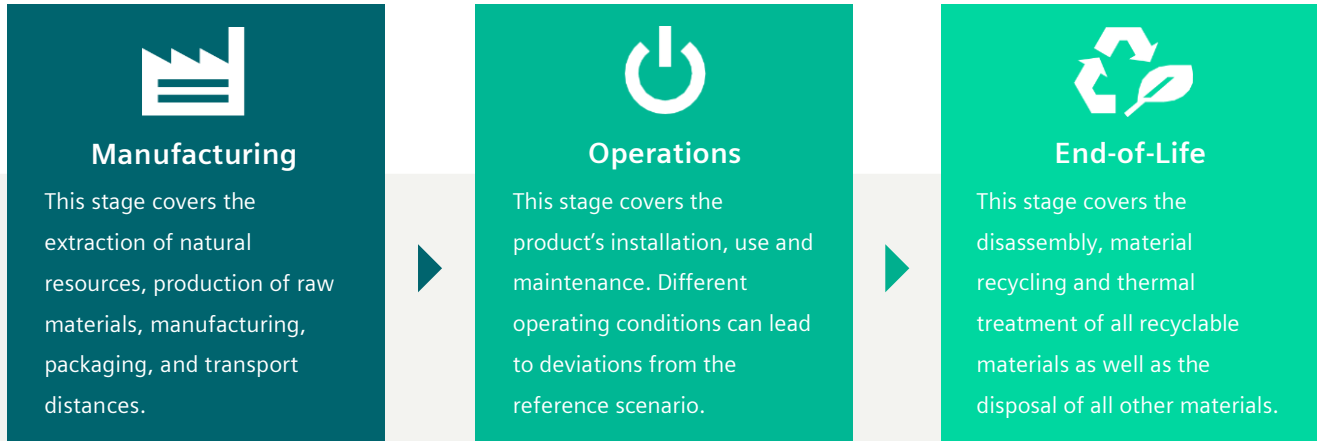 Manufacturing
This stage covers the
extraction of natural
resources, production of raw
materials, manufacturing,
packaging, and transport
distances.
Operations
This stage covers the
product’s installation, use and
maintenance. Different
operating conditions can lead
to deviations from the
reference scenario.
End-of-Life
This stage covers the
disassembly, material
recycling and thermal
treatment of all recyclable
materials as well as the
disposal of all other materials.